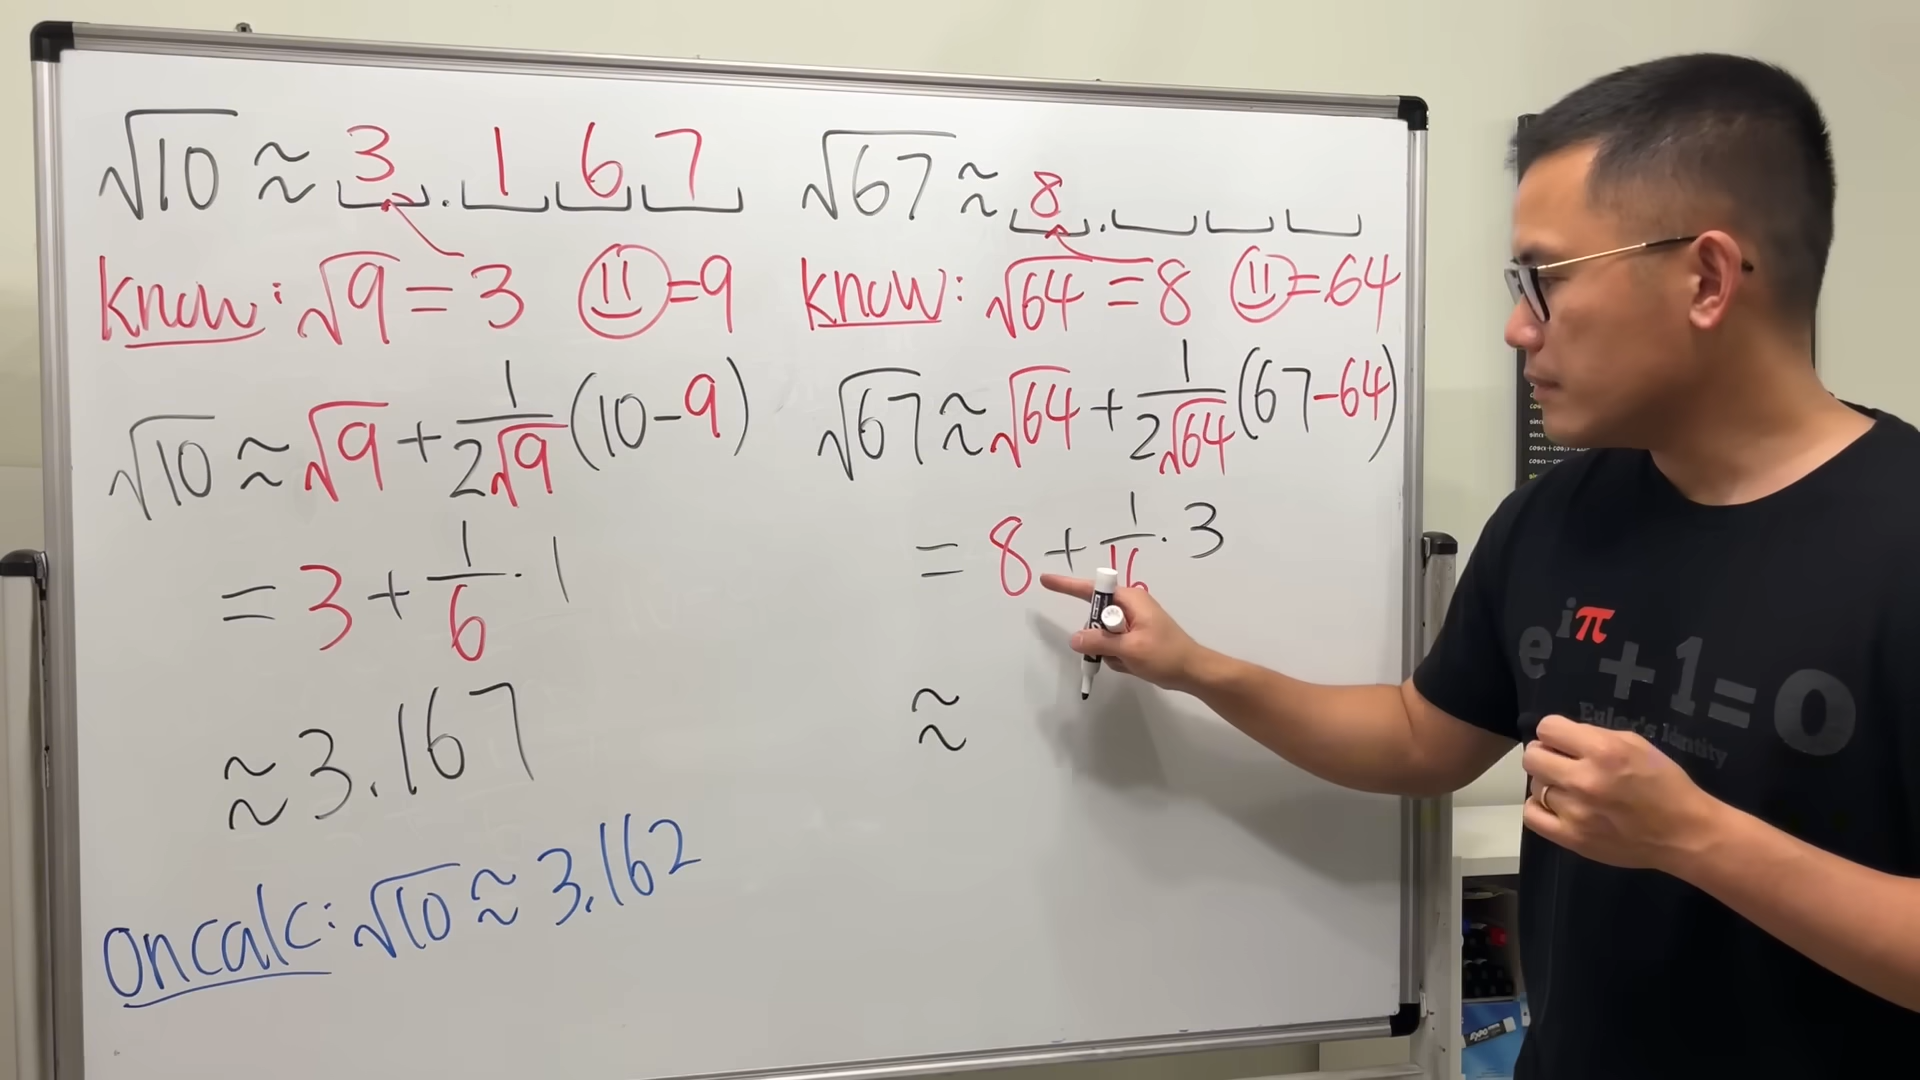 √10 ≈ 3.167
know: √9 = 3 =9
√10 ≈ √9 + 1/(2√9) (10-9)
= 3 + 1/6 · 1
≈ 3.167
on calc: √10 ≈ 3.162
√67 ≈ 8.
know: √64 = 8 =64
√67 ≈ √64 + 1/(2√64) (67-64)
= 8 + 1/16 · 3
≈
e^iπ + 1 = 0
Euler's Identity
EXPO